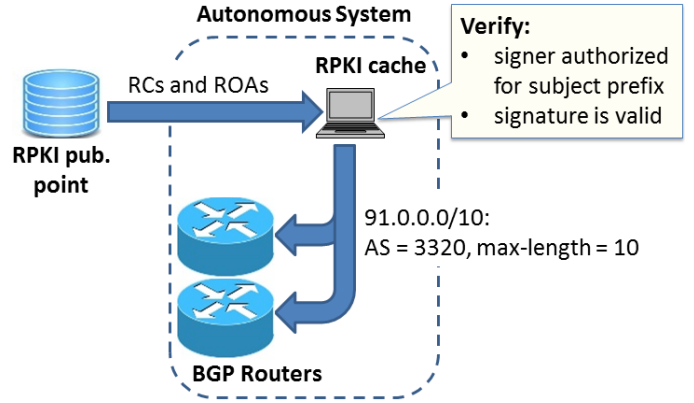 Autonomous System
RPKI cache
Verify:
• signer authorized
for subject prefix
• signature is valid
RCs and ROAs
RPKI pub.
point
91.0.0.0/10:
AS = 3320, max-length = 10
BGP Routers